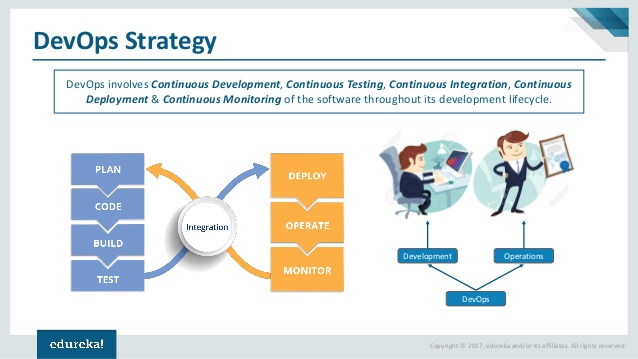 DevOps Strategy
DevOps involves Continuous Development, Continuous Testing, Continuous Integration, Continuous
Deployment & Continuous Monitoring of the software throughout its development lifecycle.
PLAN
CODE
BUILD
TEST
Integration
DEPLOY
OPERATE
MONITOR
Development
Operations
DevOps
edureka!
Copyright © 2017, edureka and/or its affiliates. All rights reserved.